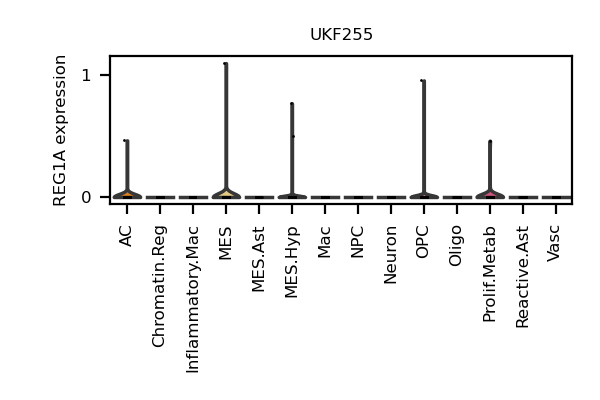 UKF255
REG1A expression
1
0
AC
Chromatin.Reg
Inflammatory.Mac
MES
MES.Ast
MES.Hyp
Mac
NPC
Neuron
OPC
Oligo
Prolif.Metab
Reactive.Ast
Vasc